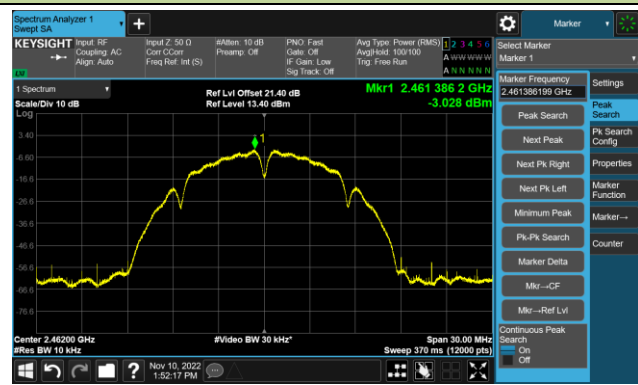 Spectrum Analyzer 1
Swept SA
+
Marker
KEYSIGHT
Input: RF
Coupling: AC
Align: Auto
Input Z: 50 Ω
Corr CCorr
Freq Ref: Int (S)
#Atten: 10 dB
Preamp: Off
PNO: Fast
Gate: Off
IF Gain: Low
Sig Track: Off
Avg Type: Power (RMS)
Avg|Hold: 100/100
Trig: Free Run
1 2 3 4 5 6
A W W W W W
A N N N N N
Select Marker
Marker 1
LW
1 Spectrum
Scale/Div 10 dB
Log
Ref Lvl Offset 21.40 dB
Ref Level 13.40 dBm
Mkr1 2.461 386 2 GHz
-3.028 dBm
Marker Frequency
2.461386199 GHz
Settings
Peak Search
Next Peak
Next Pk Right
Next Pk Left
Minimum Peak
Pk-Pk Search
Marker Delta
Mkr→CF
Mkr→Ref Lvl
Continuous Peak
Search
On
Off
Peak
Search
Pk Search
Config
Properties
Marker
Function
Marker→
Counter
1
3.40
-6.60
-16.6
-26.6
-36.6
-46.6
-56.6
-66.6
-76.6
Center 2.46200 GHz
#Res BW 10 kHz
#Video BW 30 kHz*
Span 30.00 MHz
Sweep 370 ms (12000 pts)
?
Nov 10, 2022
1:52:17 PM